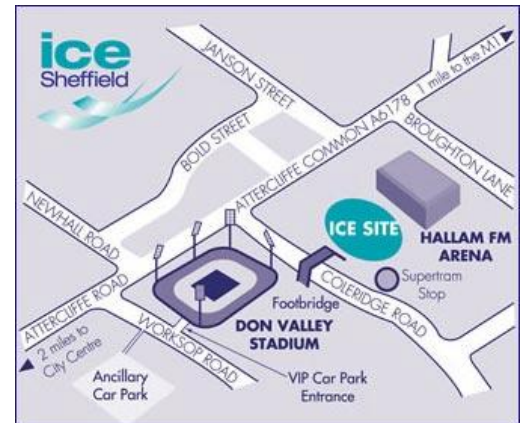 ice
Sheffield
JANSON STREET
1 mile to the M1
BOLD STREET
ATTERCLIFFE COMMON A6178
BROUGHTON LANE
NEWHALL ROAD
ICE SITE
HALLAM FM
ARENA
Supertram
Stop
Footbridge
COLERIDGE ROAD
ATTERCLIFFE ROAD
DON VALLEY
STADIUM
WORKSOP ROAD
2 miles to
City Centre
Ancillary
Car Park
VIP Car Park
Entrance